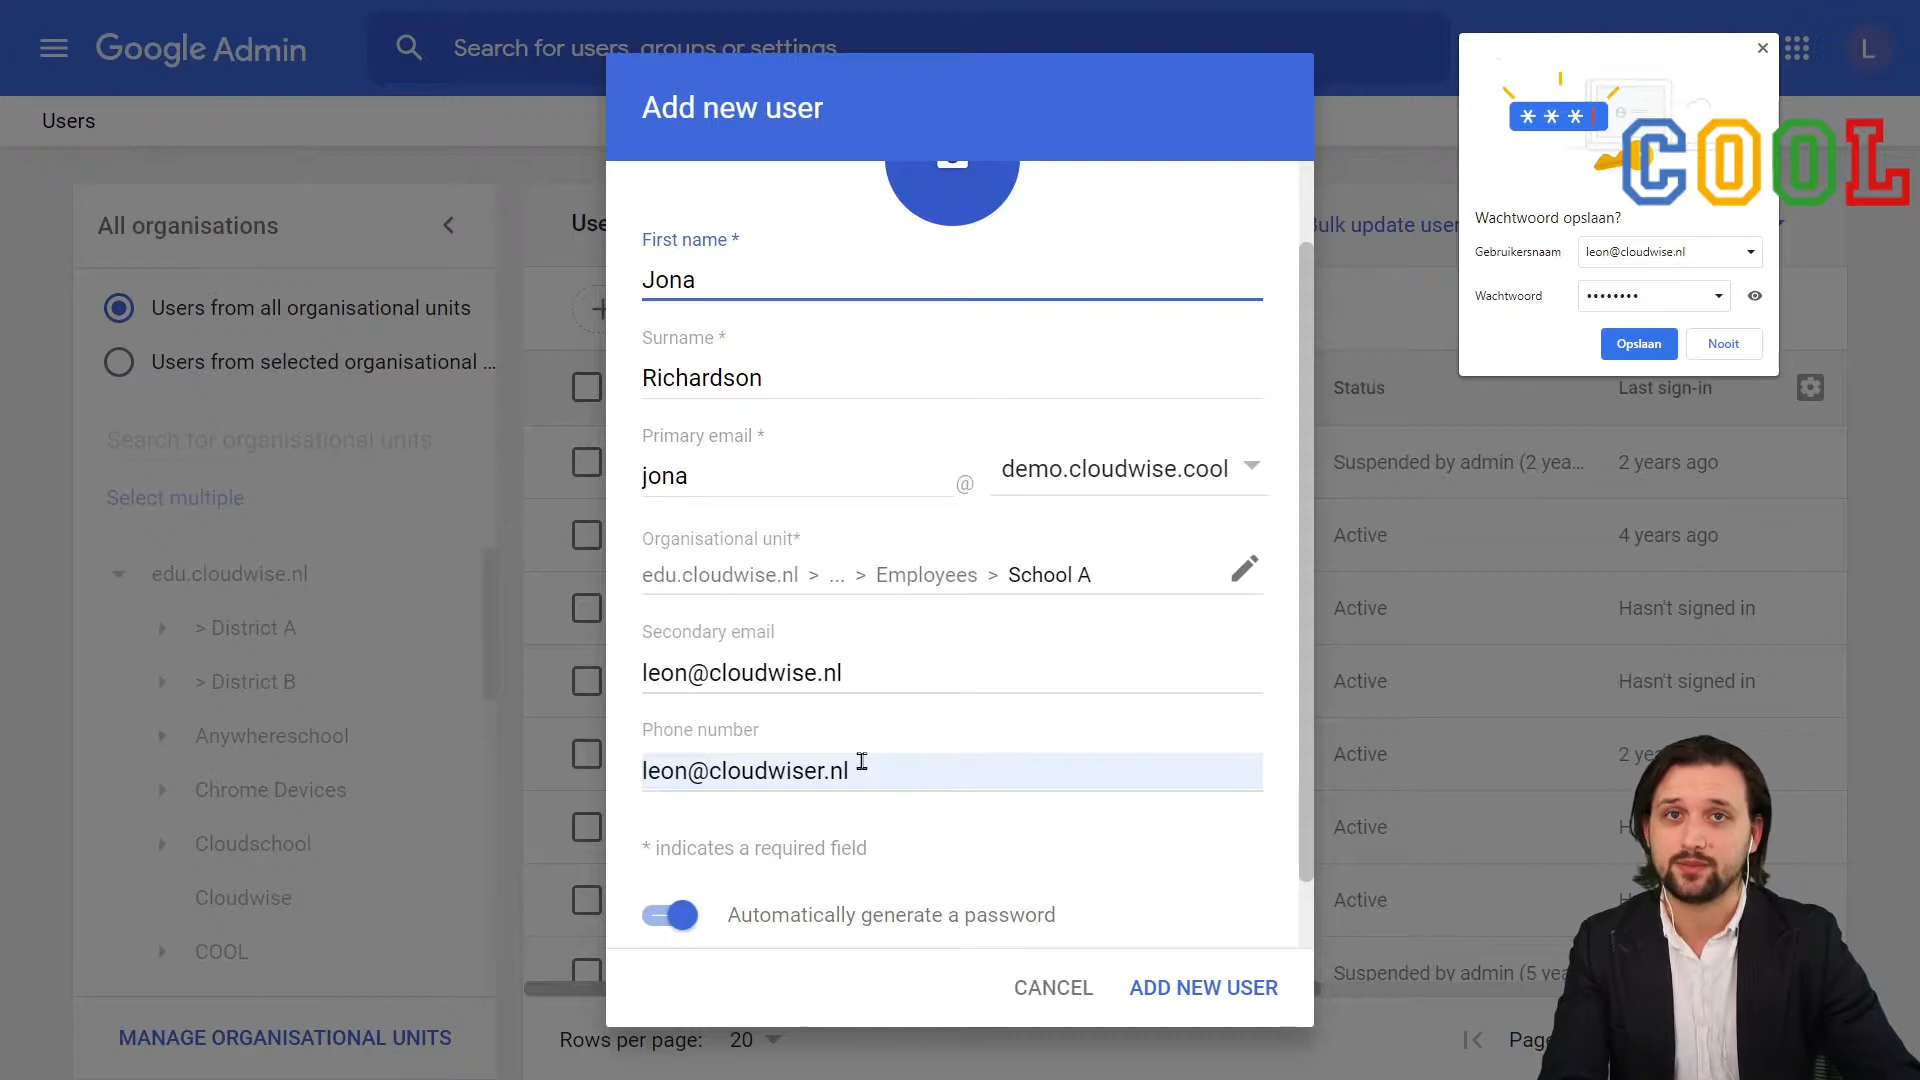 Google Admin
Search for users, groups or settings
L
Users
All organisations
Users from all organisational units
Users from selected organisational ...
Search for organisational units
Select multiple
edu.cloudwise.nl
> District A
> District B
Anywhereschool
Chrome Devices
Cloudschool
Cloudwise
COOL
MANAGE ORGANISATIONAL UNITS
Add new user
First name *
Jona
Surname *
Richardson
Primary email *
jona @ demo.cloudwise.cool
Organisational unit*
edu.cloudwise.nl > ... > Employees > School A
Secondary email
leon@cloudwise.nl
Phone number
leon@cloudwiser.nl
* indicates a required field
Automatically generate a password
CANCEL ADD NEW USER
Rows per page: 20
update
***
COOL
Wachtwoord opslaan?
Gebruikersnaam leon@cloudwise.nl
Wachtwoord ••••••••
Opslaan Nooit
Status Last sign-in
Suspended by admin (2 yea... 2 years ago
Active 4 years ago
Active Hasn't signed in
Active Hasn't signed in
Active
Active
Active
Suspended by admin (5